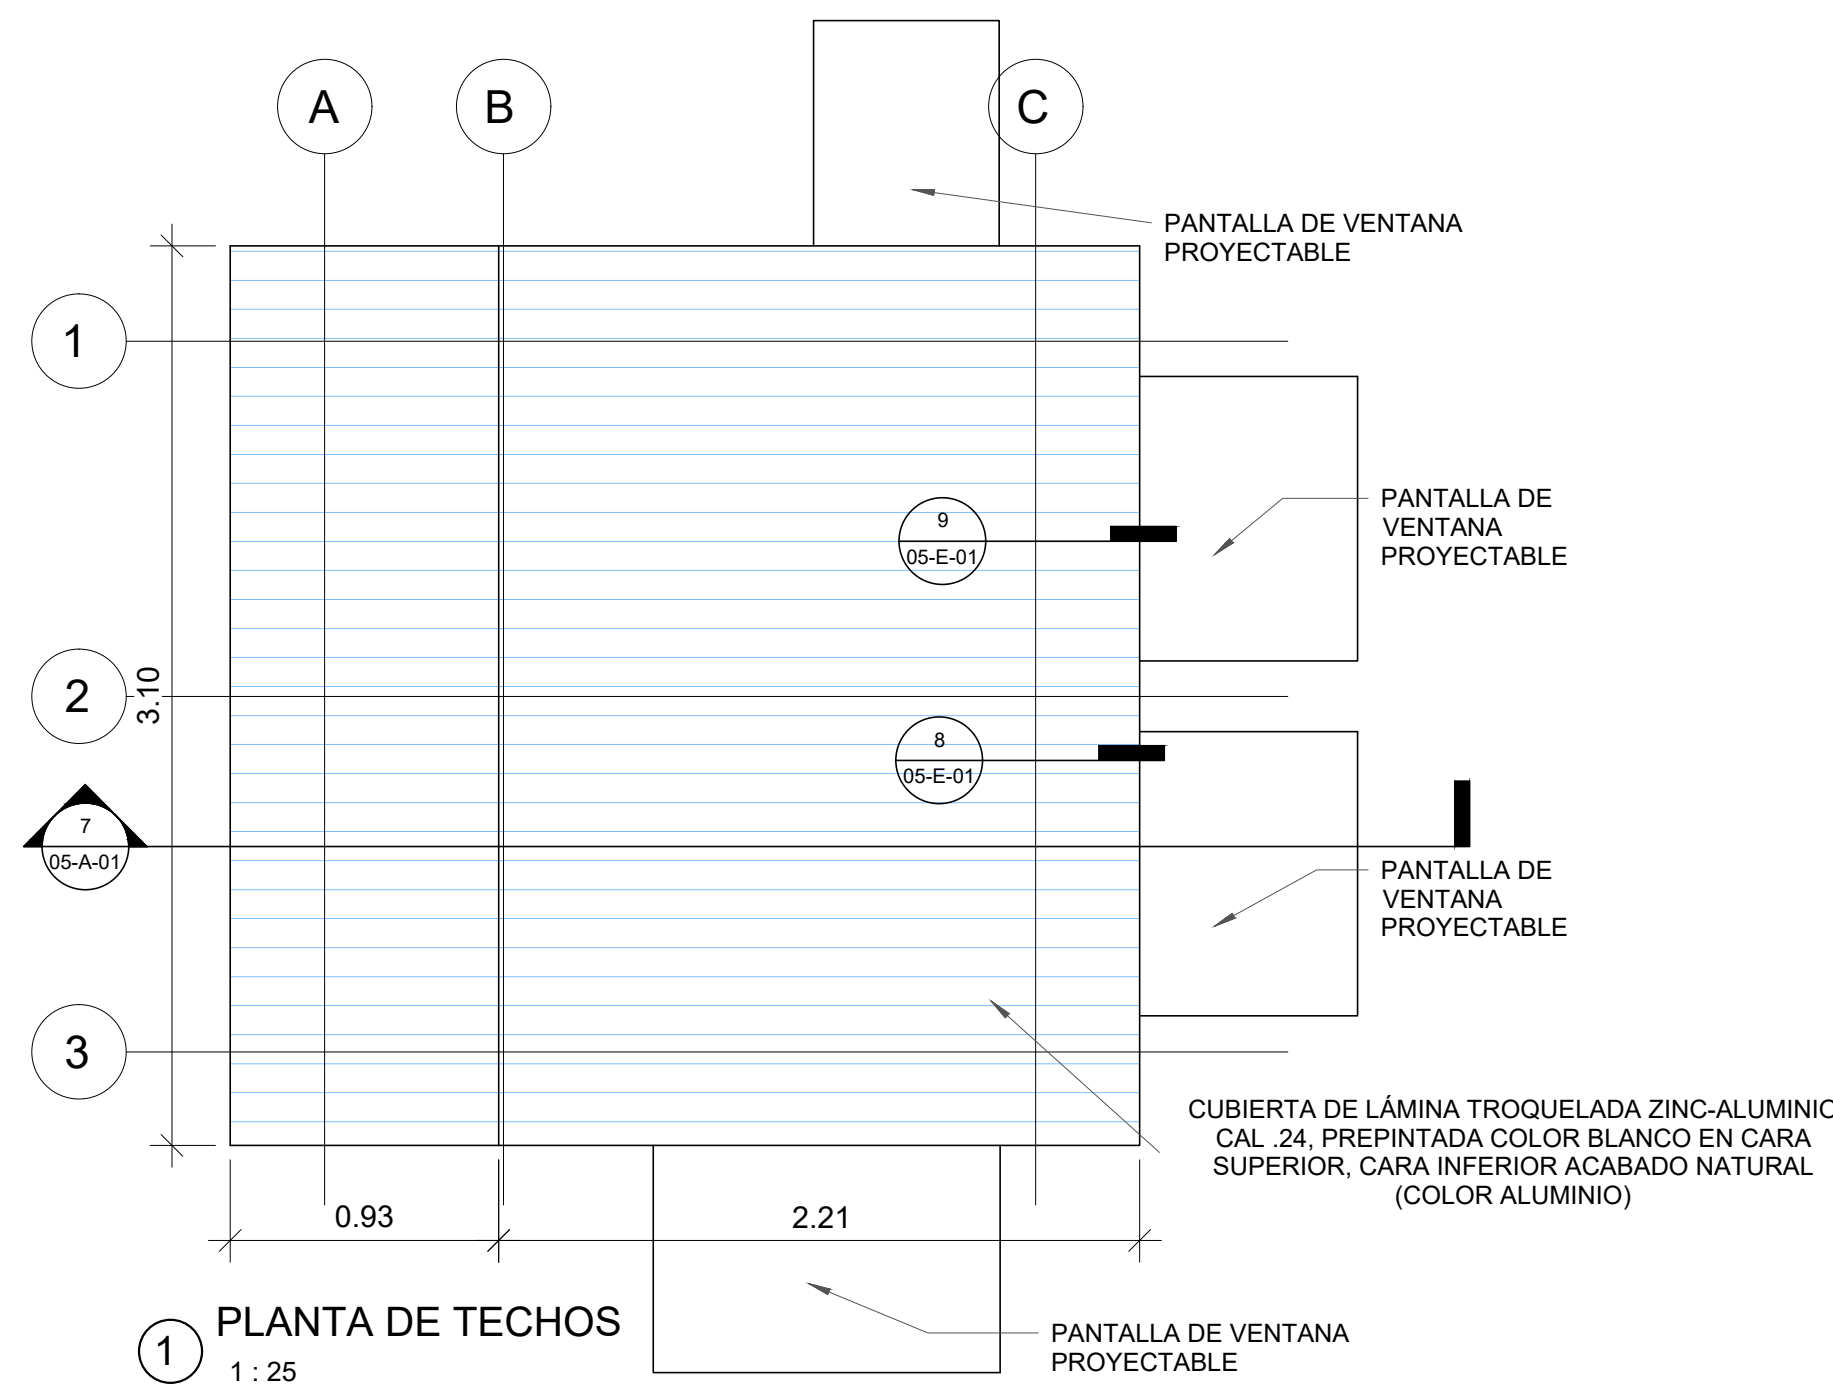 A
B
C
PANTALLA DE VENTANA
PROYECTABLE
1
9
05-E-01
PANTALLA DE
VENTANA
PROYECTABLE
2
3.10
8
05-E-01
7
05-A-01
PANTALLA DE
VENTANA
PROYECTABLE
3
CUBIERTA DE LÁMINA TROQUELADA ZINC-ALUMINIO
CAL .24, PREPINTADA COLOR BLANCO EN CARA
SUPERIOR, CARA INFERIOR ACABADO NATURAL
(COLOR ALUMINIO)
0.93
2.21
1
PLANTA DE TECHOS
1 : 25
PANTALLA DE VENTANA
PROYECTABLE